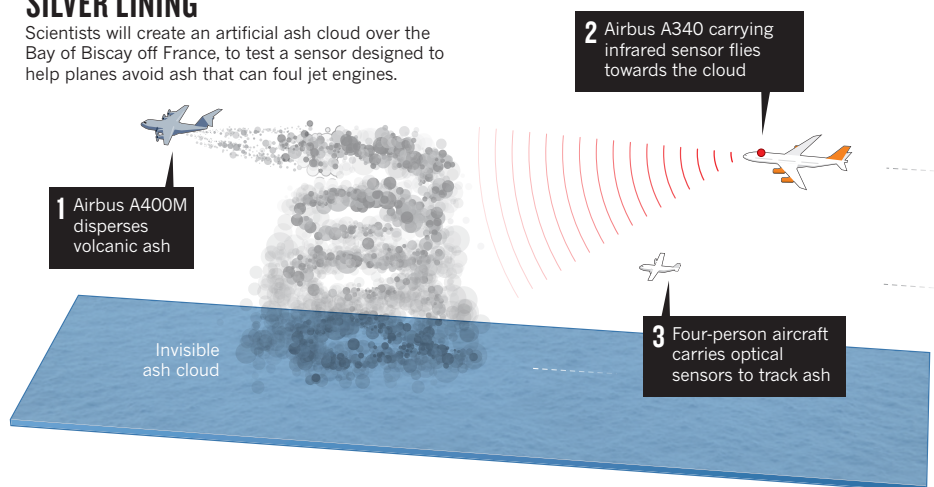 SILVER LINING
Scientists will create an artificial ash cloud over the
Bay of Biscay off France, to test a sensor designed to
help planes avoid ash that can foul jet engines.
2 Airbus A340 carrying
infrared sensor flies
towards the cloud
1 Airbus A400M
disperses
volcanic ash
3 Four-person aircraft
carries optical
sensors to track ash
Invisible
ash cloud